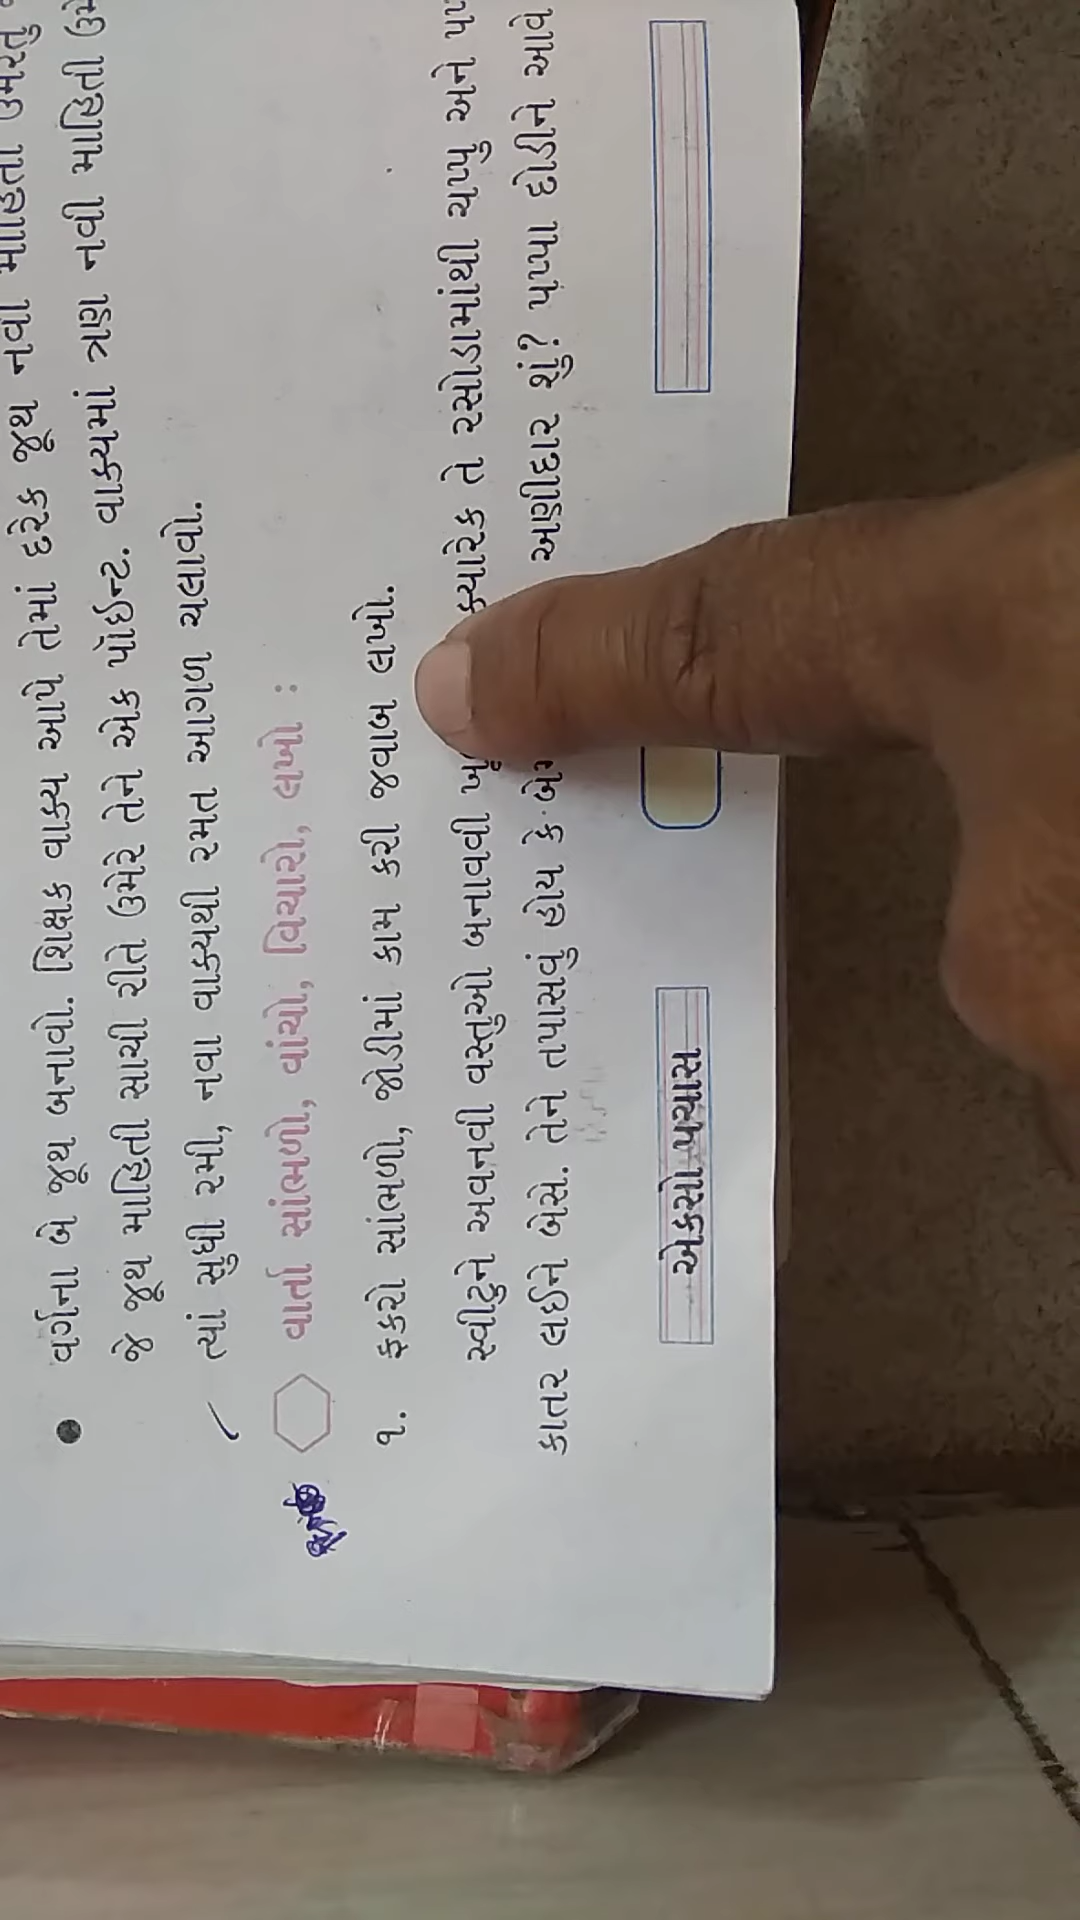 વર્ગના બે જૂથ બનાવો. શિક્ષક વાક્ય આપે તેમાં દરેક જૂથ નવી માહિતી ઉમેરતું
જે જૂથ માહિતી સાચી રીતે ઉમેરે તેને એક પોઇન્ટ. વાક્યમાં ત્રણ નવી માહિતી
ત્યાં સુધી રમી, નવા વાક્યથી રમત આગળ ચલાવો.
વાર્તા સાંભળો, વાંચો, વિચારો, લખો :
૧. ફકરો સાંભળો, જોડીમાં કામ કરી જવાબ લખો.
સ્વીટુને અવનવી વસ્તુઓ બનાવવી ક્યારેક તે રસોડામાંથી ચપ્પુ અને
કાતર લઈને બેસે. તેને તપાસવું હોય કે અણીદાર શું? પપ્પા દોડીને આવે
એકસો પચાસ